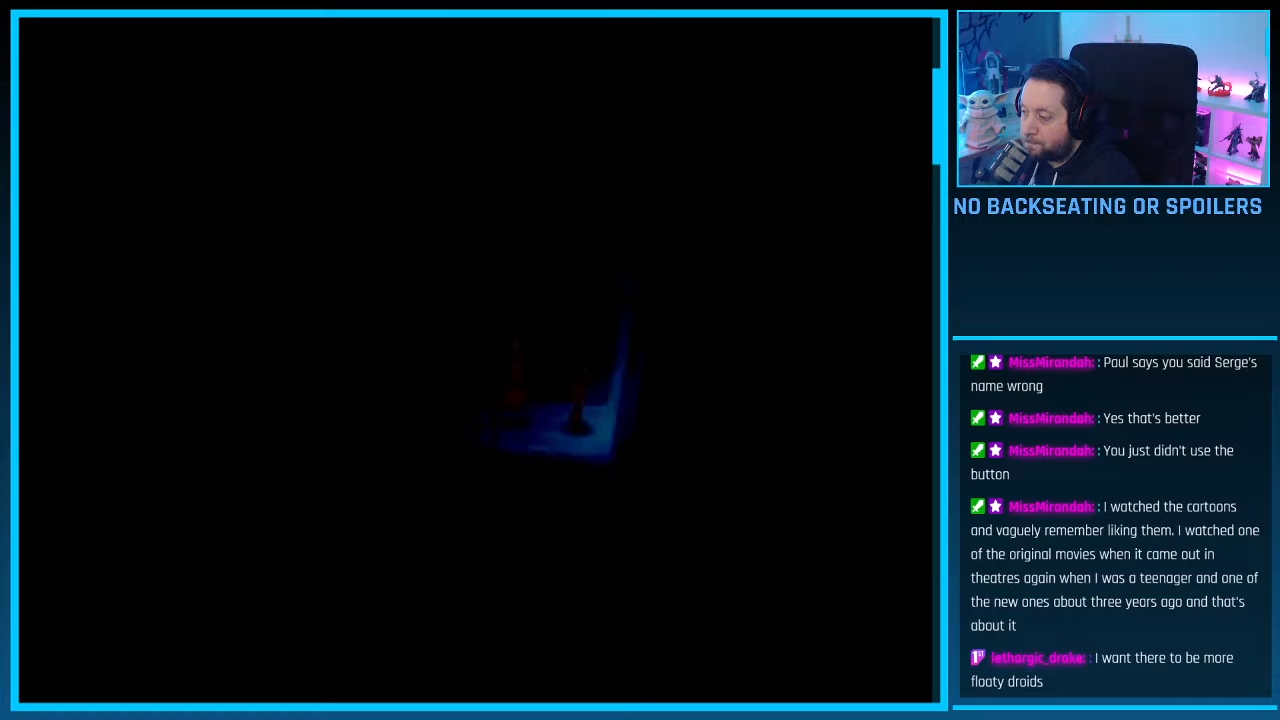 NO BACKSEATING OR SPOILERS
MissMirandah: : Paul says you said Serge's
name wrong
MissMirandah: : Yes that's better
MissMirandah: : You just didn't use the
button
MissMirandah: : I watched the cartoons
and vaguely remember liking them. I watched one
of the original movies when it came out in
theatres again when I was a teenager and one of
the new ones about three years ago and that's
about it
1ST lethargic_drake: : I want there to be more
floaty droids